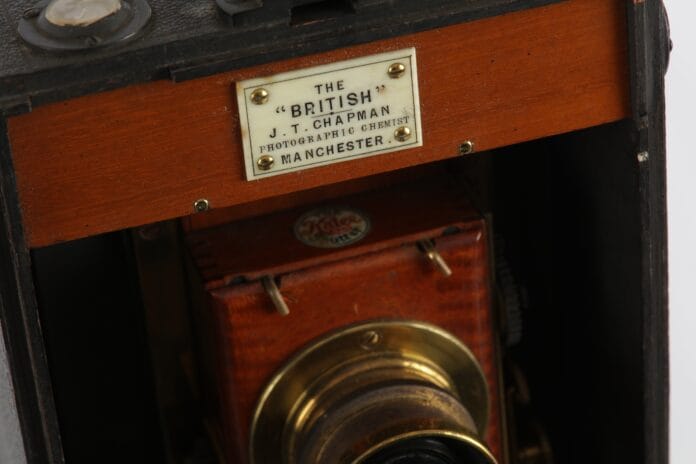 THE
"BRITISH"
J. T. CHAPMAN
PHOTOGRAPHIC CHEMIST
MANCHESTER.